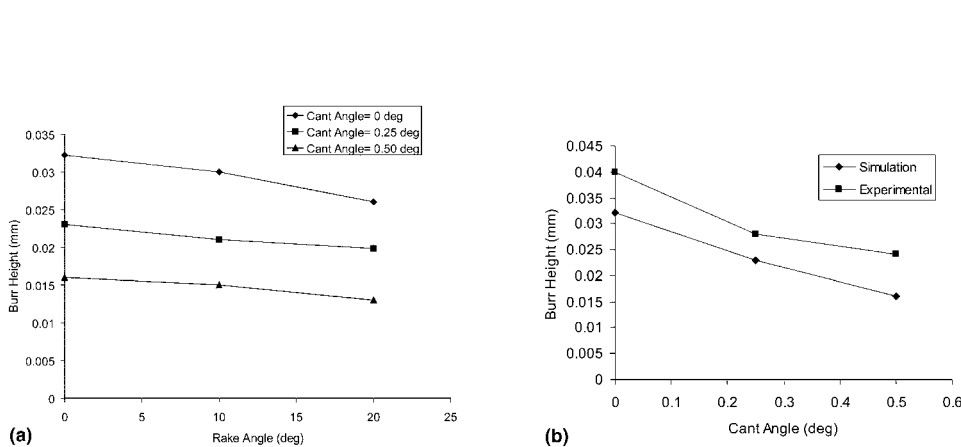 Cant Angle= 0 deg
Cant Angle= 0.25 deg
Cant Angle= 0.50 deg
0.035
0.03
0.025
0.02
0.015
0.01
0.005
0
Burr Height (mm)
0 5 10 15 20 25
Rake Angle (deg)
(a)
Simulation
Experimental
0.045
0.04
0.035
0.03
0.025
0.02
0.015
0.01
0.005
0
Burr Height (mm)
0 0.1 0.2 0.3 0.4 0.5 0.6
Cant Angle (deg)
(b)